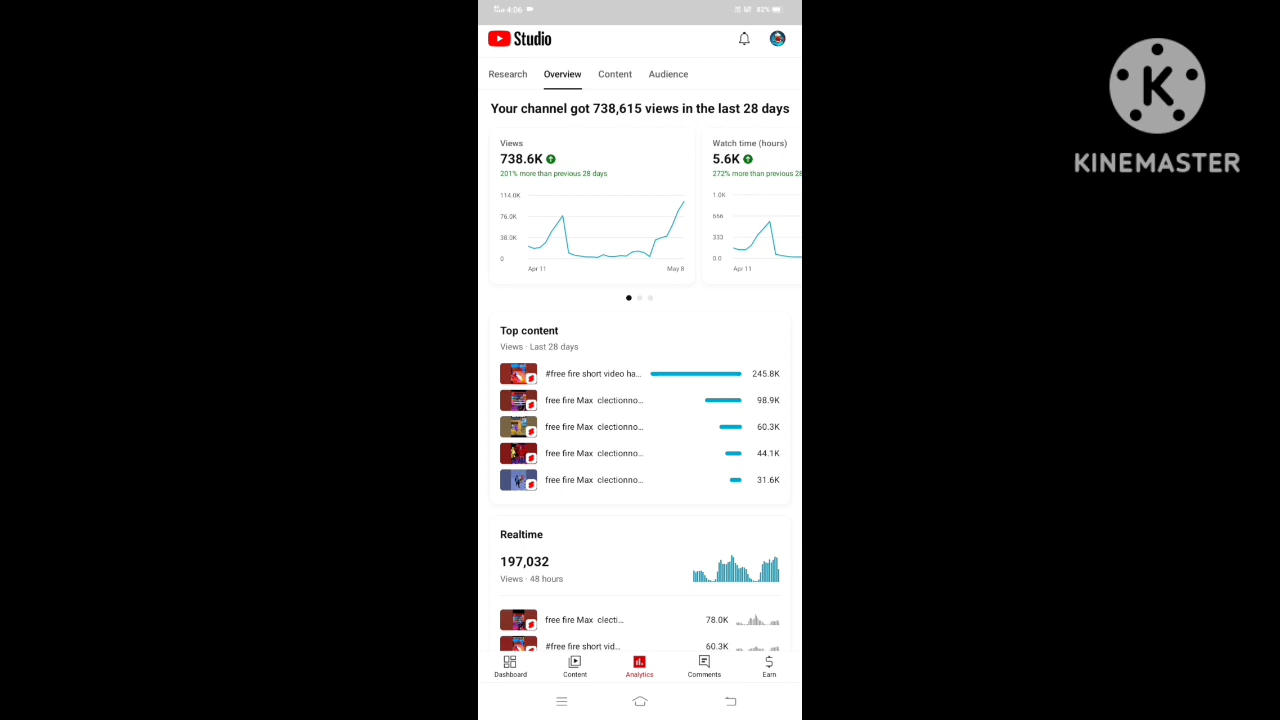 4:06
82%
Studio
Research Overview Content Audience
Your channel got 738,615 views in the last 28 days
Views
738.6K
201% more than previous 28 days
114.0K
76.0K
38.0K
0
Apr 11 May 8
Watch time (hours)
5.6K
272% more than previous 28
1.0K
666
333
0.0
Apr 11
Top content
Views · Last 28 days
#free fire short video ha... 245.8K
free fire Max clectionno... 98.9K
free fire Max clectionno... 60.3K
free fire Max clectionno... 44.1K
free fire Max clectionno... 31.6K
Realtime
197,032
Views · 48 hours
free fire Max clecti... 78.0K
#free fire short vid... 60.3K
Dashboard Content Analytics Comments Earn
K
KINEMASTER